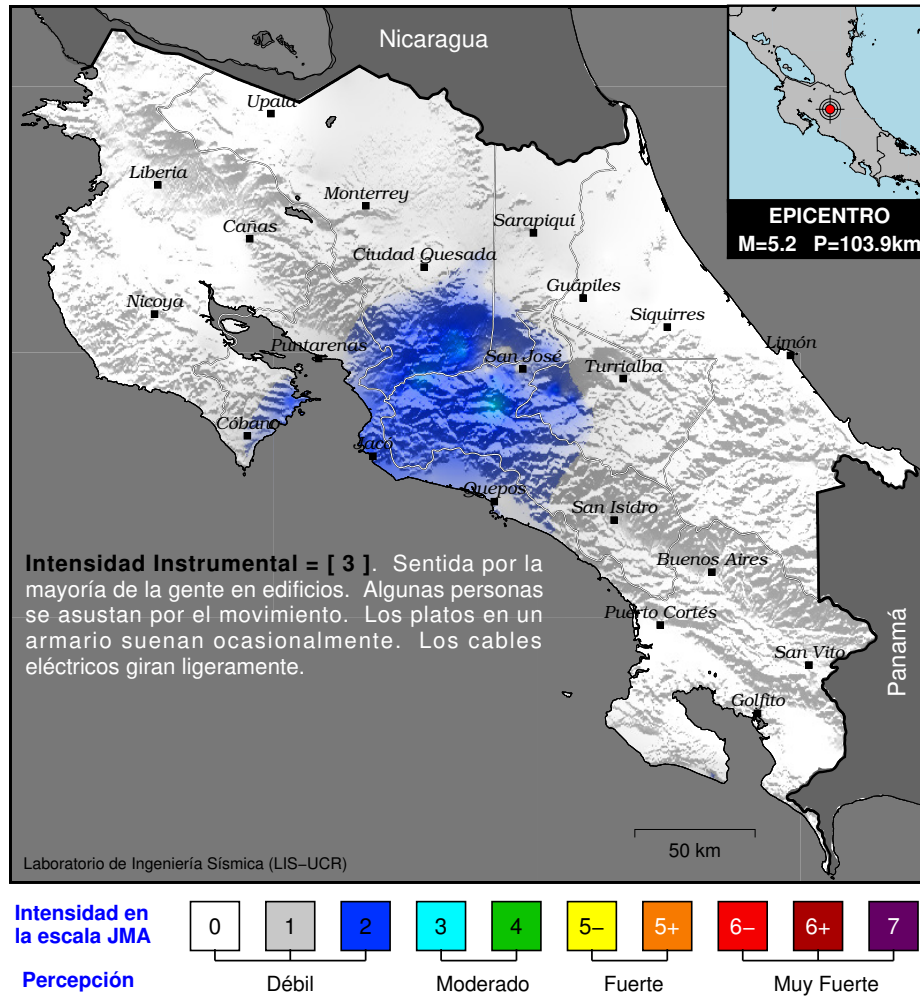 Nicaragua
Upala
Liberia
Monterrey
Cañas
Sarapiquí
Ciudad Quesada
EPICENTRO
M=5.2 P=103.9km
Guápiles
Nicoya
Siquirres
Puntarenas
San José
Limón
Turrialba
Cóbano
Jacó
Quepos
San Isidro
Intensidad Instrumental = [ 3 ]. Sentida por la
mayoría de la gente en edificios. Algunas personas
se asustan por el movimiento. Los platos en un
armario suenan ocasionalmente. Los cables
eléctricos giran ligeramente.
Buenos Aires
Puerto Cortés
San Vito
Panamá
Golfito
50 km
Laboratorio de Ingeniería Sísmica (LIS−UCR)
Intensidad en
la escala JMA
0 1 2 3 4 5− 5+ 6− 6+ 7
Percepción
Débil Moderado Fuerte Muy Fuerte